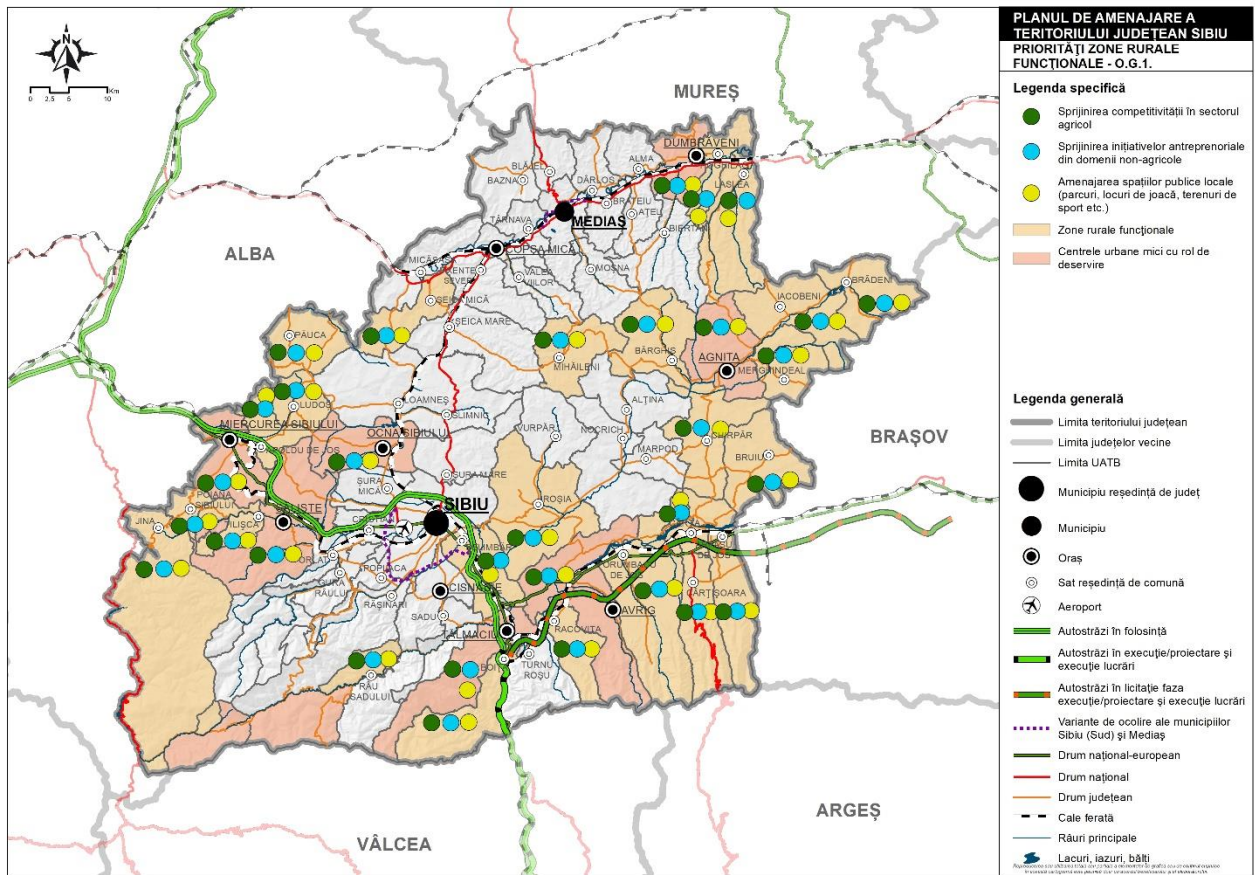 PLANUL DE AMENAJARE A
TERITORIULUI JUDEȚEAN SIBIU
PRIORITĂȚI ZONE RURALE
FUNCȚIONALE - O.G.1.
Legenda specifică
Sprijinirea competitivității în sectorul
agricol
Sprijinirea inițiativelor antreprenoriale
din domenii non-agricole
Amenajarea spațiilor publice locale
(parcuri, locuri de joacă, terenuri de
sport etc.)
Zone rurale funcționale
Centrele urbane mici cu rol de
deservire
Legenda generală
Limita teritoriului județean
Limita județelor vecine
Limita UATB
Municipiu reședință de județ
Municipiu
Oraș
Sat reședință de comună
Aeroport
Autostrăzi în folosință
Autostrăzi în execuție/proiectare și
execuție lucrări
Autostrăzi în licitație faza
execuție/proiectare și execuție lucrări
Variante de ocolire ale municipiilor
Sibiu (Sud) și Mediaș
Drum național-european
Drum național
Drum județean
Cale ferată
Râuri principale
Lacuri, iazuri, bălți
N
0 2.5 5 10 Km
MUREȘ
ALBA
BRAȘOV
ARGEȘ
VÂLCEA
DUMBRĂVENI
BLĂJEL
ALMA
BAZNA
DÂRLOS
LASLEA
BRATEIU
AȚEL
MEDIAȘ
TÂRNAVA
BIERTAN
COPȘA MICĂ
MICĂSASA
MOȘNA
VALEA
VIILOR
BRĂDENI
IACOBENI
ȘEICA MICĂ
ȘEICA MARE
PĂUCA
MIHĂILENI
BÂRGHIȘ
AGNITA
MERGHINDEAL
LOAMNEȘ
LUDOȘ
SLIMNIC
ALȚÂNA
MIERCUREA SIBIULUI
OCNA SIBIULUI
VURPĂR
NOCRICH
CHIRPĂR
MARPOD
BRUIU
ȘURA MARE
ȘURA
MICĂ
POIANA
SIBIULUI
SIBIU
ROȘIA
JINA
TILIȘCA
ORLAT
GURA
RÂULUI
POPLACA
RĂȘINARI
CISNĂDIE
SADU
TĂLMACIU
AVRIG
CÂRȚIȘOARA
RACOVIȚA
TURNU
ROȘU
RÂU
SADULUI